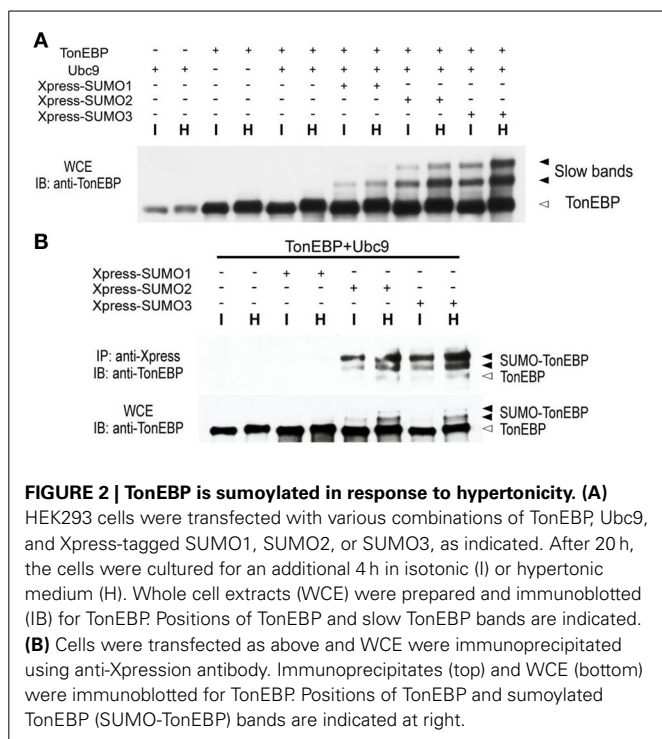 A
TonEBP - - + + + + + + + + + +
Ubc9 + + - - + + + + + + + +
Xpress-SUMO1 - - - - - - + + - - - -
Xpress-SUMO2 - - - - - - - - + + - -
Xpress-SUMO3 - - - - - - - - - - + +
I H I H I H I H I H I H
WCE
IB: anti-TonEBP
Slow bands
TonEBP
B
TonEBP+Ubc9
Xpress-SUMO1 - - + + - - - -
Xpress-SUMO2 - - - - + + - -
Xpress-SUMO3 - - - - - - + +
I H I H I H I H
IP: anti-Xpress
IB: anti-TonEBP
SUMO-TonEBP
TonEBP
WCE
IB: anti-TonEBP
SUMO-TonEBP
TonEBP
FIGURE 2 | TonEBP is sumoylated in response to hypertonicity. (A)
HEK293 cells were transfected with various combinations of TonEBP, Ubc9,
and Xpress-tagged SUMO1, SUMO2, or SUMO3, as indicated. After 20 h,
the cells were cultured for an additional 4 h in isotonic (I) or hypertonic
medium (H). Whole cell extracts (WCE) were prepared and immunoblotted
(IB) for TonEBP. Positions of TonEBP and slow TonEBP bands are indicated.
(B) Cells were transfected as above and WCE were immunoprecipitated
using anti-Xpression antibody. Immunoprecipitates (top) and WCE (bottom)
were immunoblotted for TonEBP. Positions of TonEBP and sumoylated
TonEBP (SUMO-TonEBP) bands are indicated at right.